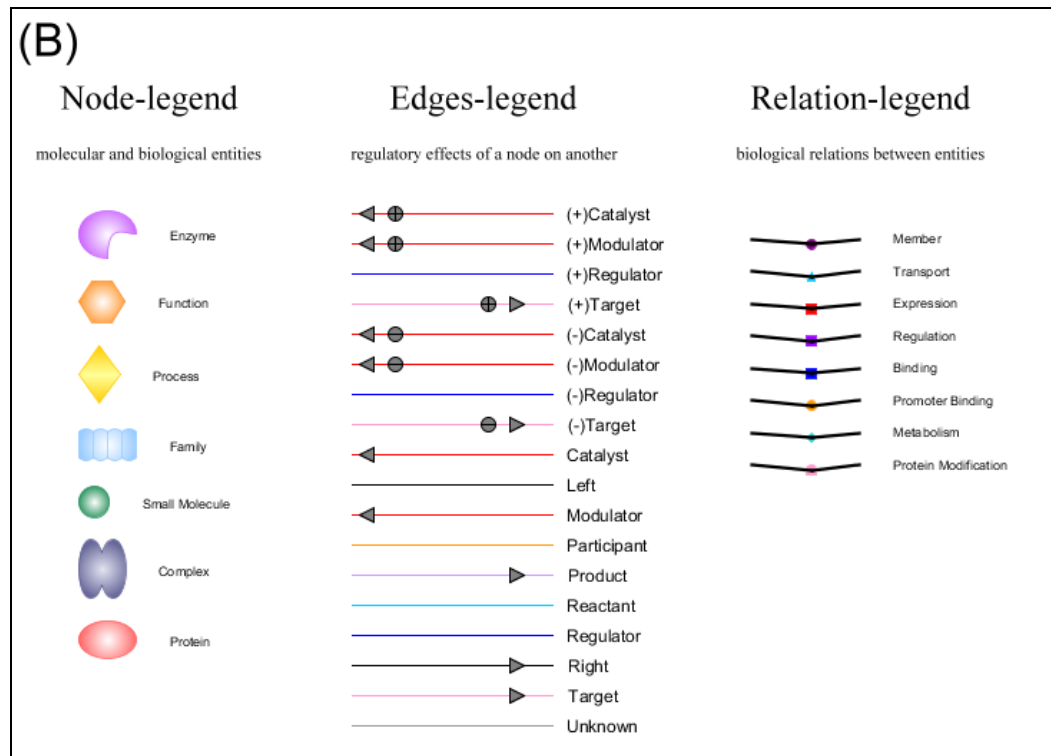 (B)
Node-legend
molecular and biological entities
Enzyme
Function
Process
Family
Small Molecule
Complex
Protein
Edges-legend
regulatory effects of a node on another
(+)Catalyst
(+)Modulator
(+)Regulator
(+)Target
(-)Catalyst
(-)Modulator
(-)Regulator
(-)Target
Catalyst
Left
Modulator
Participant
Product
Reactant
Regulator
Right
Target
Unknown
Relation-legend
biological relations between entities
Member
Transport
Expression
Regulation
Binding
Promoter Binding
Metabolism
Protein Modification